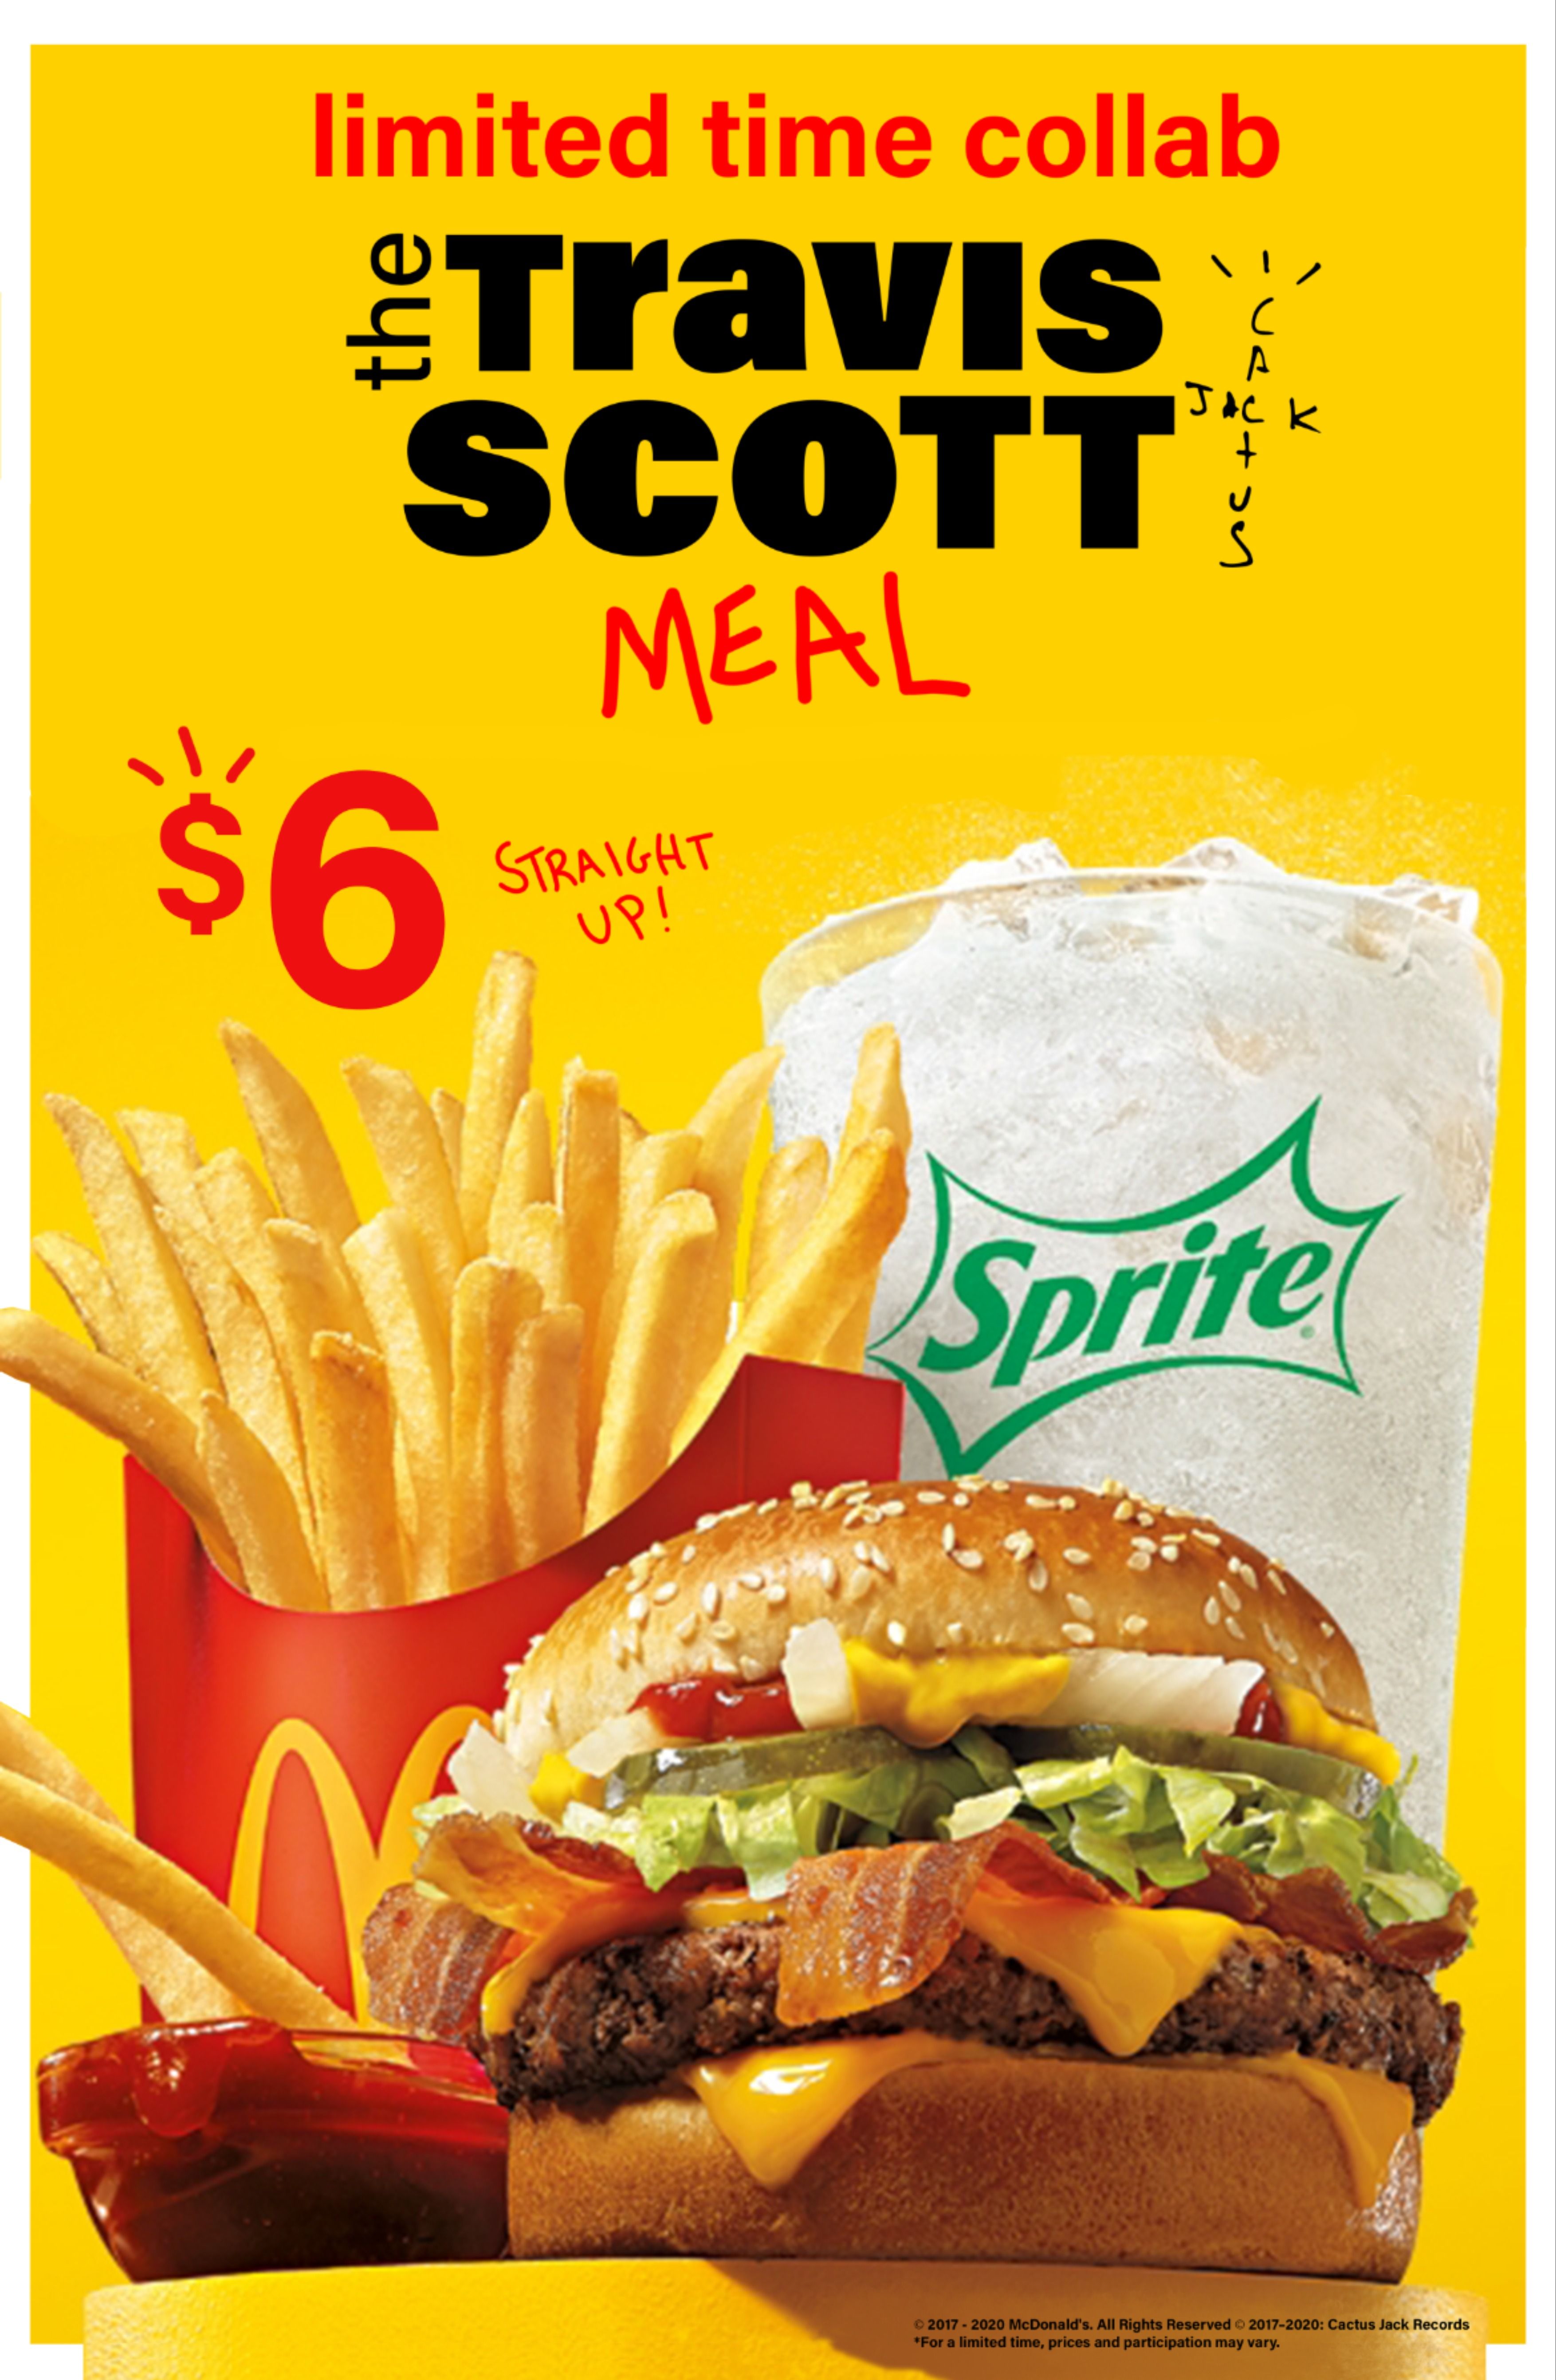 limited time collab
the Travis
SCOTT
CACTUS
JACK
MEAL
$6
STRAIGHT
UP!
Sprite
© 2017 - 2020 McDonald's. All Rights Reserved © 2017-2020: Cactus Jack Records
*For a limited time, prices and participation may vary.